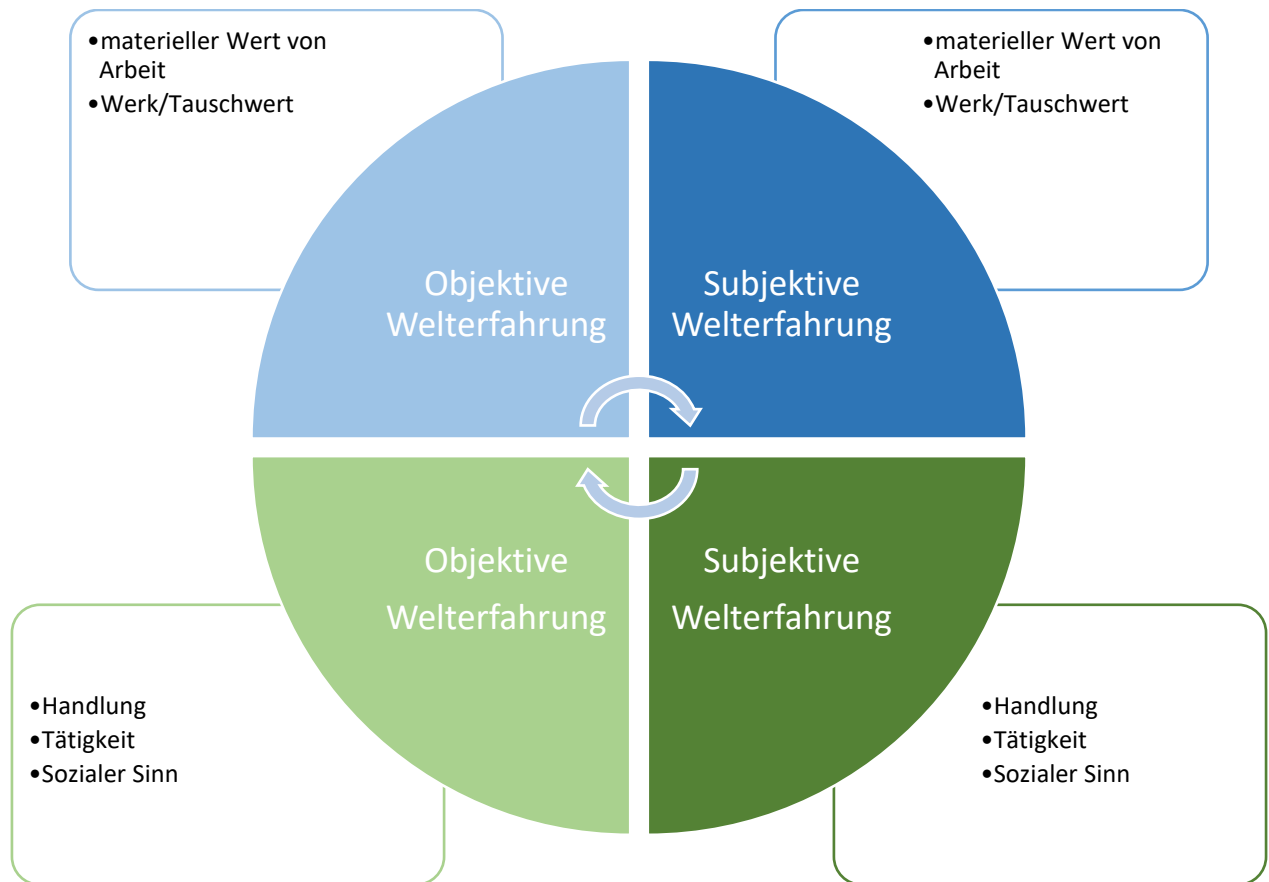 •materieller Wert von
Arbeit
•Werk/Tauschwert
•materieller Wert von
Arbeit
•Werk/Tauschwert
Objektive
Welterfahrung
Subjektive
Welterfahrung
Objektive
Welterfahrung
Subjektive
Welterfahrung
•Handlung
•Tätigkeit
•Sozialer Sinn
•Handlung
•Tätigkeit
•Sozialer Sinn